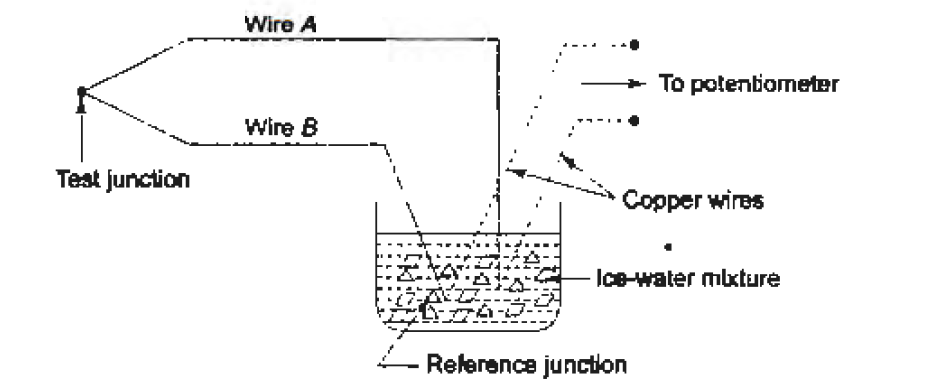 Wire A
To potentiometer
Wire B
Test junction
Copper wires
Ice-water mixture
Reference junction